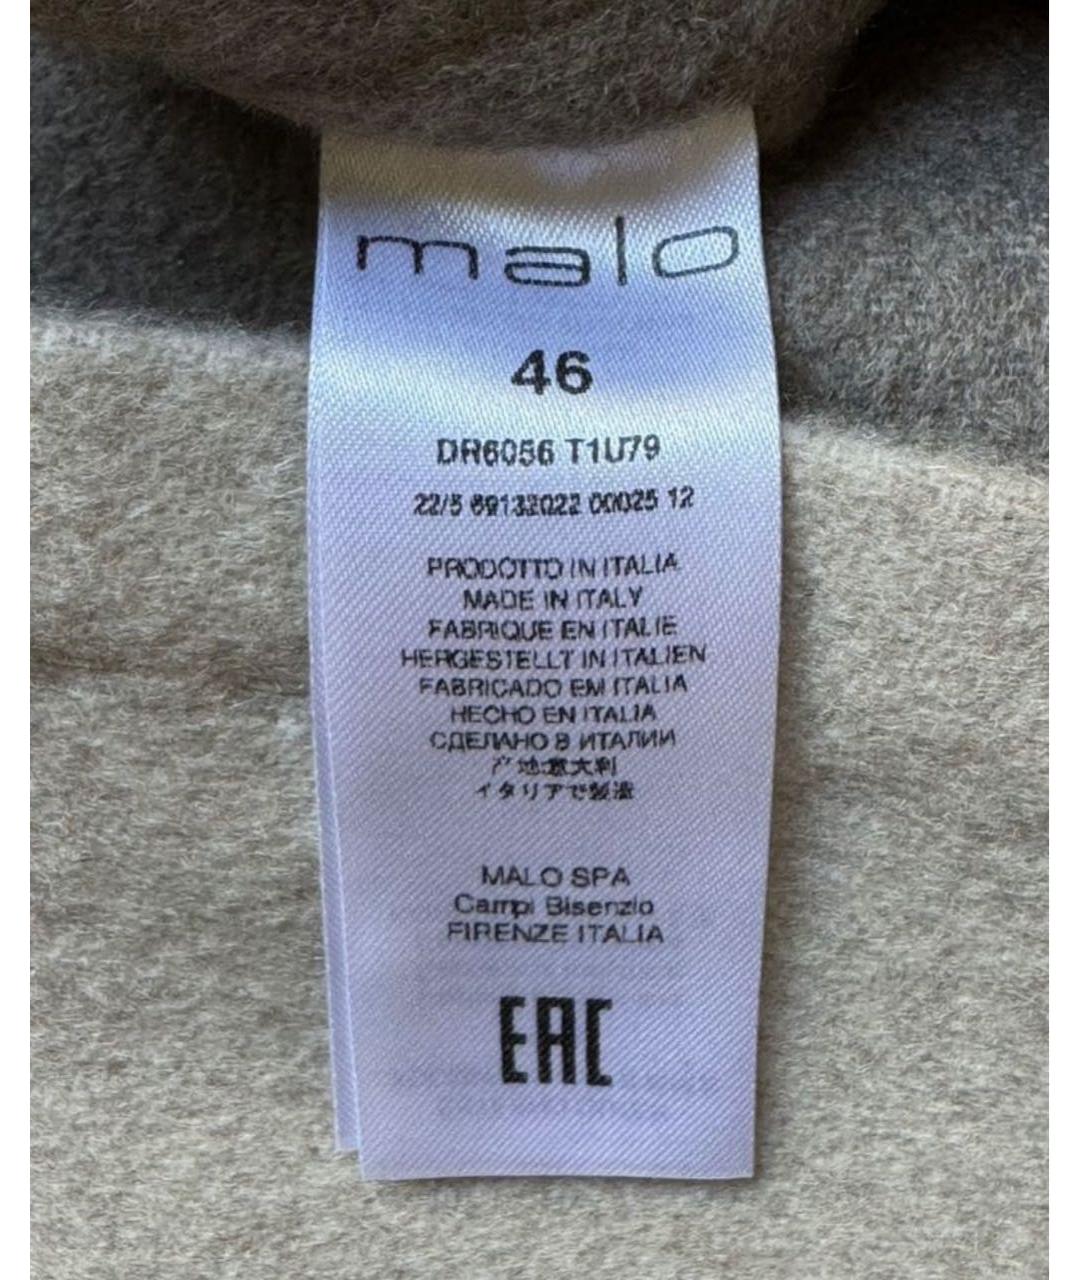 malo
46
DR6056 T1U79
22/5 69132022 00025 12
PRODOTTO IN ITALIA
MADE IN ITALY
FABRIQUE EN ITALIE
HERGESTELLT IN ITALIEN
FABRICADO EM ITALIA
HECHO EN ITALIA
СДЕЛАНО В ИТАЛИИ
产地意大利
イタリアで製造
MALO SPA
Campi Bisenzio
FIRENZE ITALIA
EAC